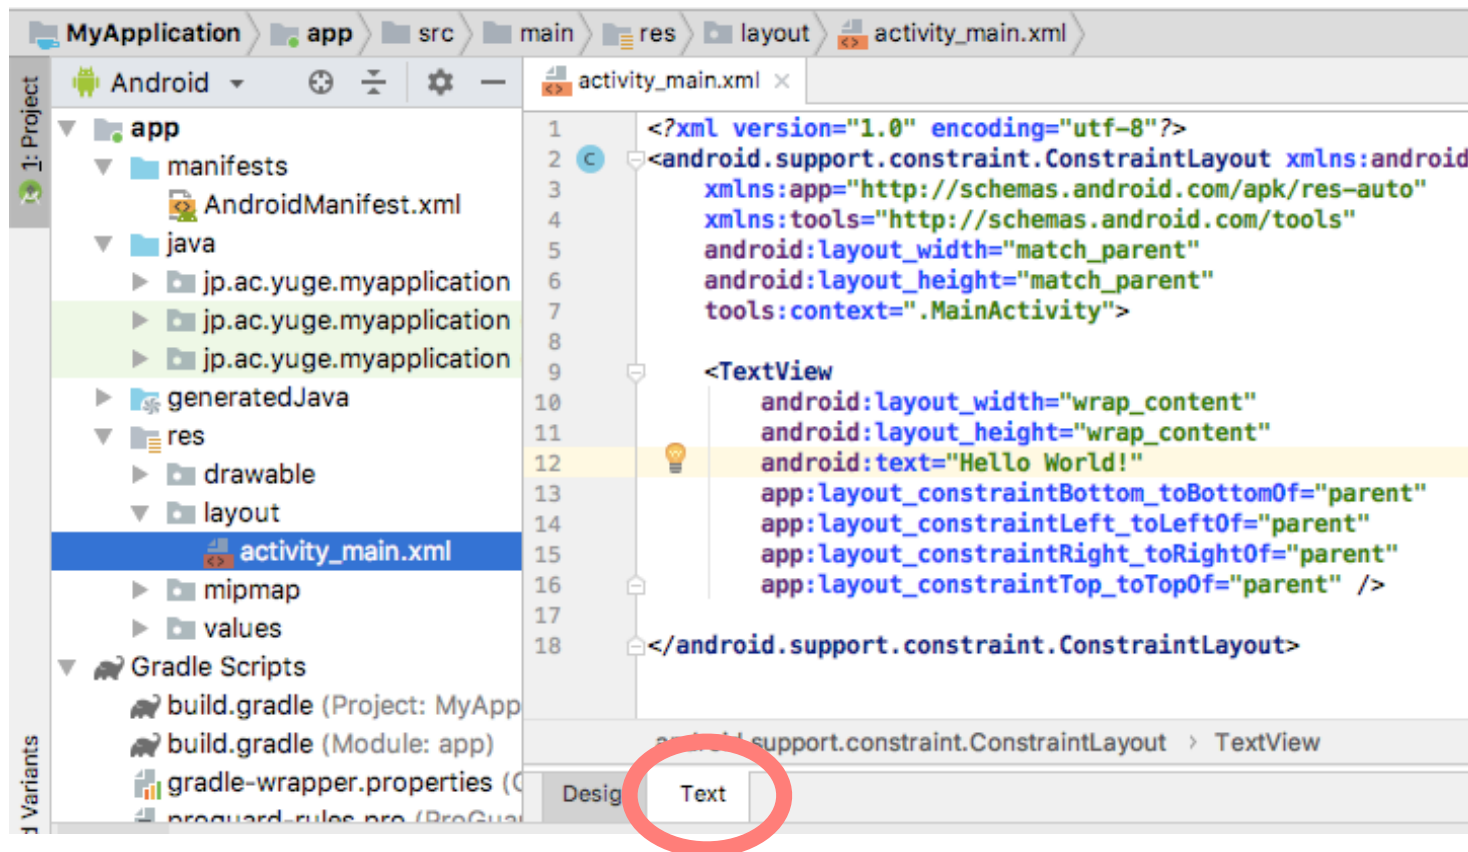 MyApplication app src main res layout activity_main.xml
1: Project
Android
app
manifests
AndroidManifest.xml
java
jp.ac.yuge.myapplication
jp.ac.yuge.myapplication
jp.ac.yuge.myapplication
generatedJava
res
drawable
layout
activity_main.xml
mipmap
values
Gradle Scripts
build.gradle (Project: MyApp
build.gradle (Module: app)
gradle-wrapper.properties (
proguard-rules.pro (ProGua
Variants
activity_main.xml
1 <?xml version="1.0" encoding="utf-8"?>
2 C <android.support.constraint.ConstraintLayout xmlns:android
3 xmlns:app="http://schemas.android.com/apk/res-auto"
4 xmlns:tools="http://schemas.android.com/tools"
5 android:layout_width="match_parent"
6 android:layout_height="match_parent"
7 tools:context=".MainActivity">
8
9 <TextView
10 android:layout_width="wrap_content"
11 android:layout_height="wrap_content"
12 android:text="Hello World!"
13 app:layout_constraintBottom_toBottomOf="parent"
14 app:layout_constraintLeft_toLeftOf="parent"
15 app:layout_constraintRight_toRightOf="parent"
16 app:layout_constraintTop_toTopOf="parent" />
17
18 </android.support.constraint.ConstraintLayout>
android.support.constraint.ConstraintLayout › TextView
Desig Text